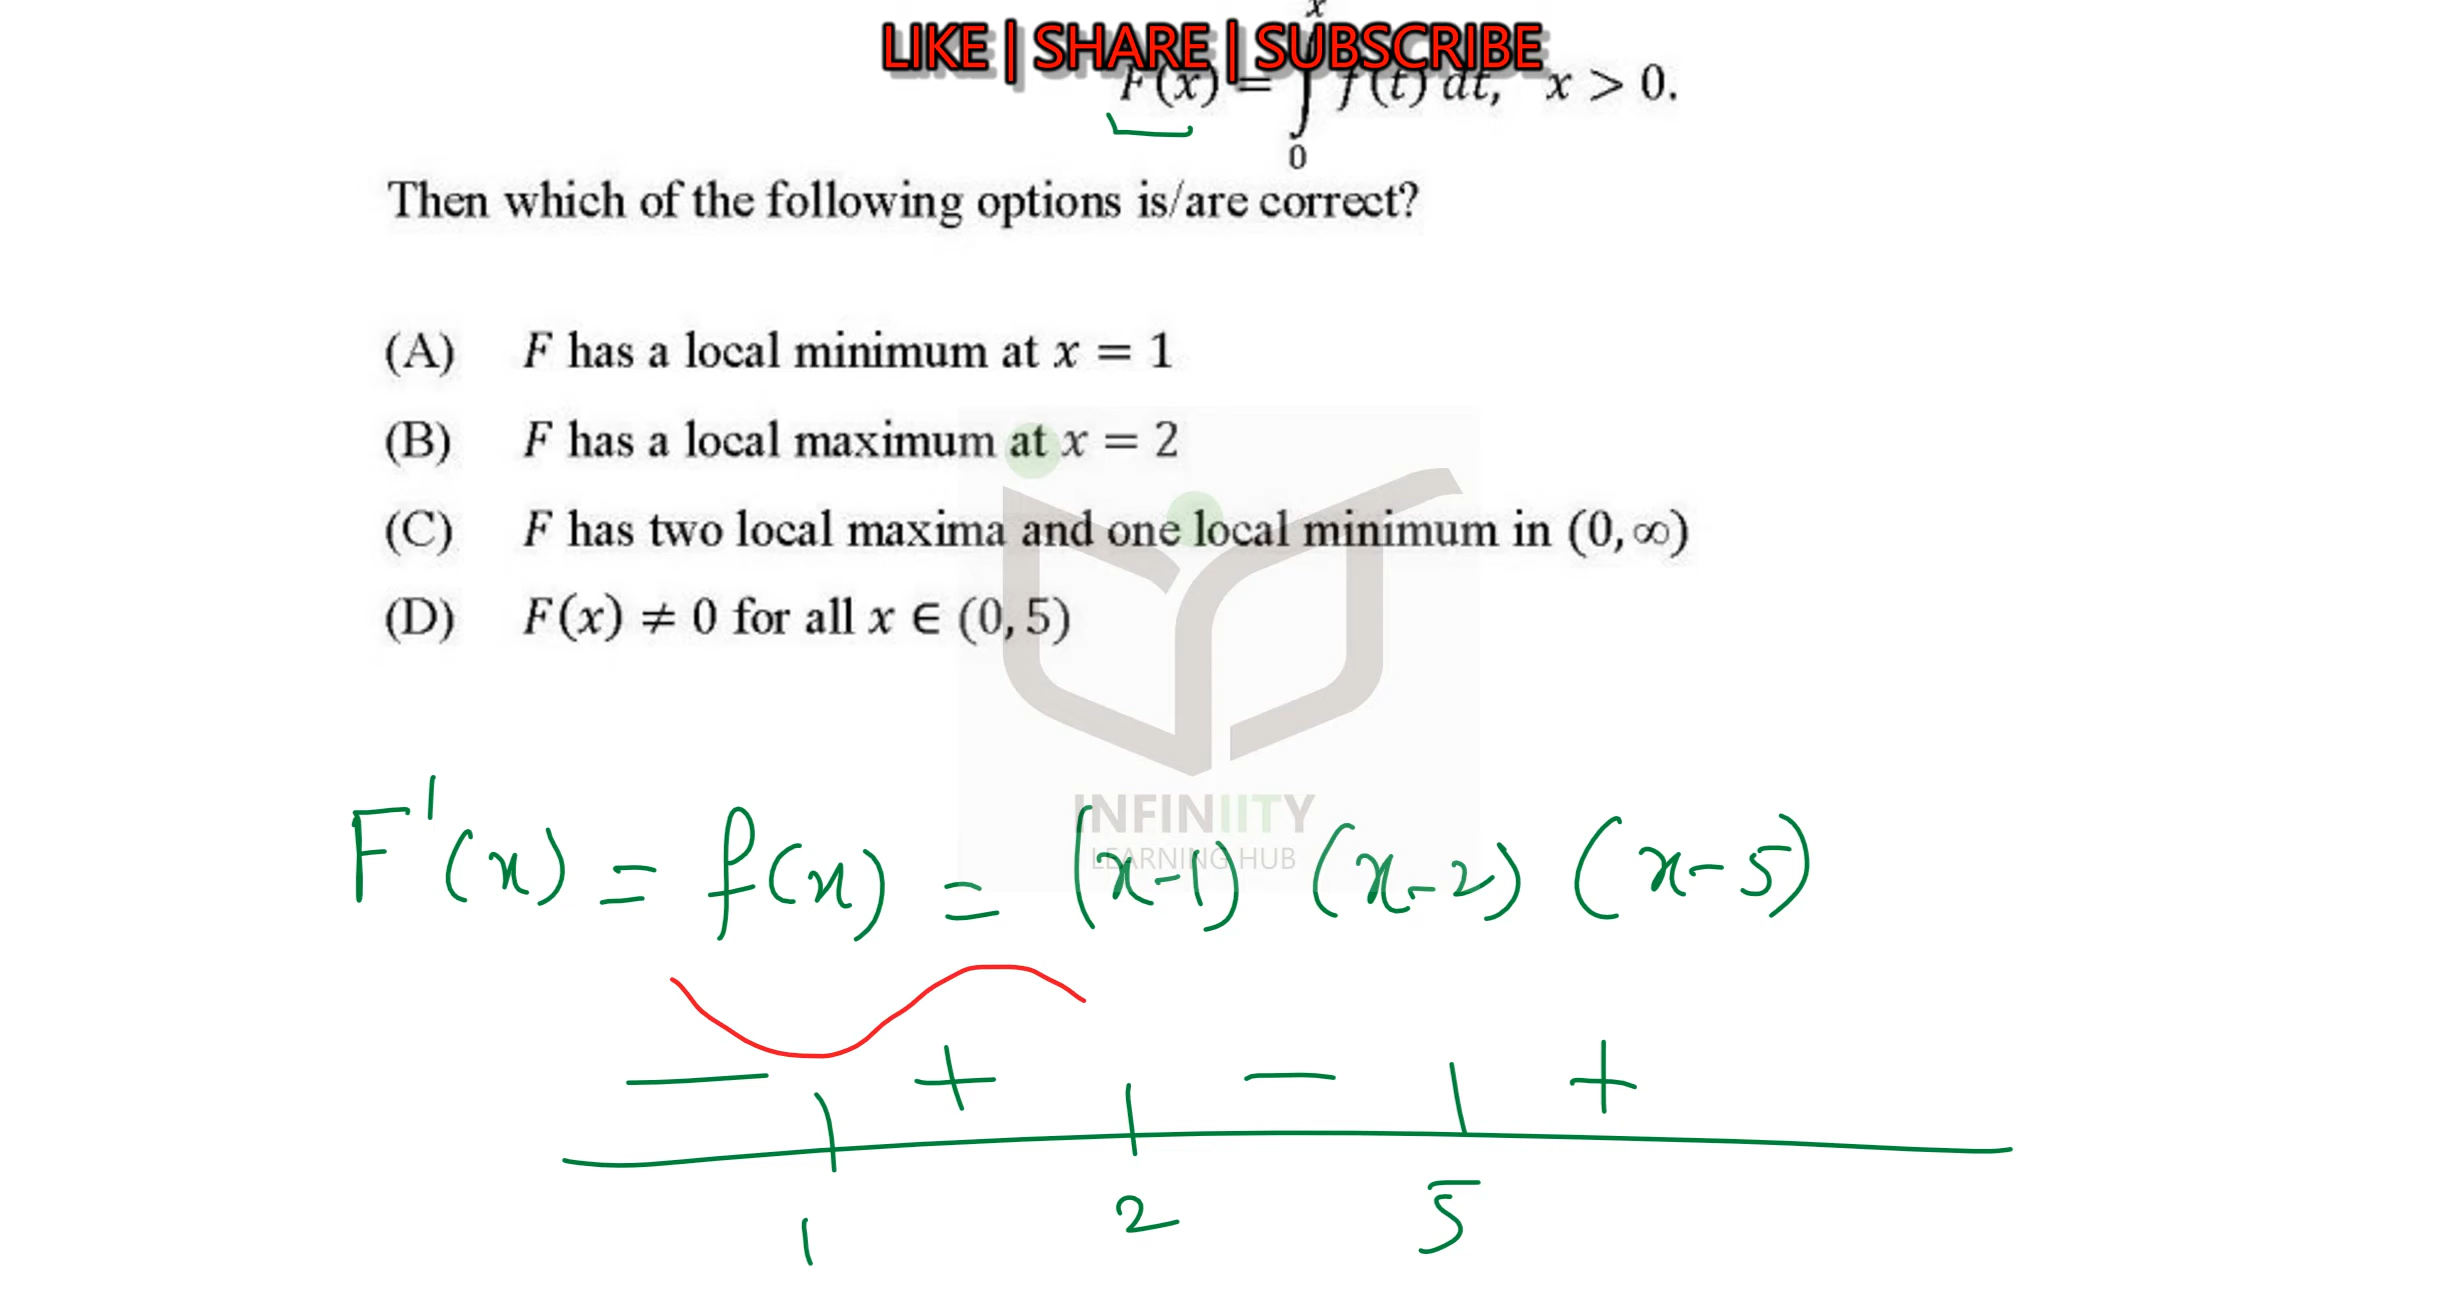 LIKE | SHARE | SUBSCRIBE
F(x) = ∫₀ˣ f(t) dt, x > 0.
Then which of the following options is/are correct?
(A) F has a local minimum at x = 1
(B) F has a local maximum at x = 2
(C) F has two local maxima and one local minimum in (0, ∞)
(D) F(x) ≠ 0 for all x ∈ (0, 5)
INFINIITY
LEARNING HUB
F'(x) = f(x) = (x-1) (x-2) (x-5)
− + − +
1 2 5